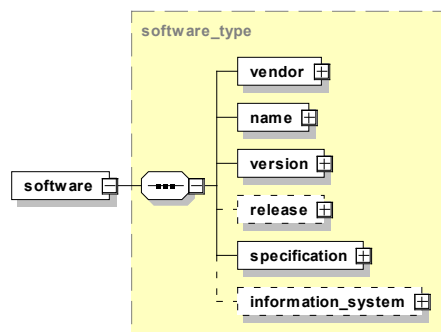 software_type
vendor
name
version
software
release
specification
information_system